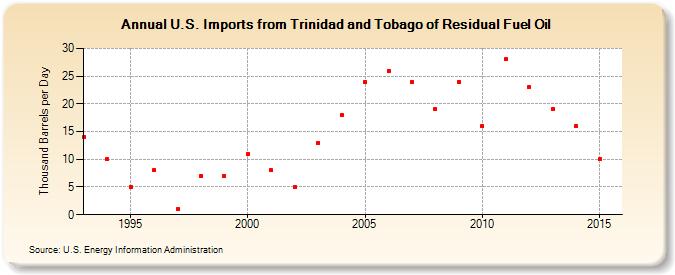 Annual U.S. Imports from Trinidad and Tobago of Residual Fuel Oil
Thousand Barrels per Day
30
25
20
15
10
5
0
1995 2000 2005 2010 2015
Source: U.S. Energy Information Administration